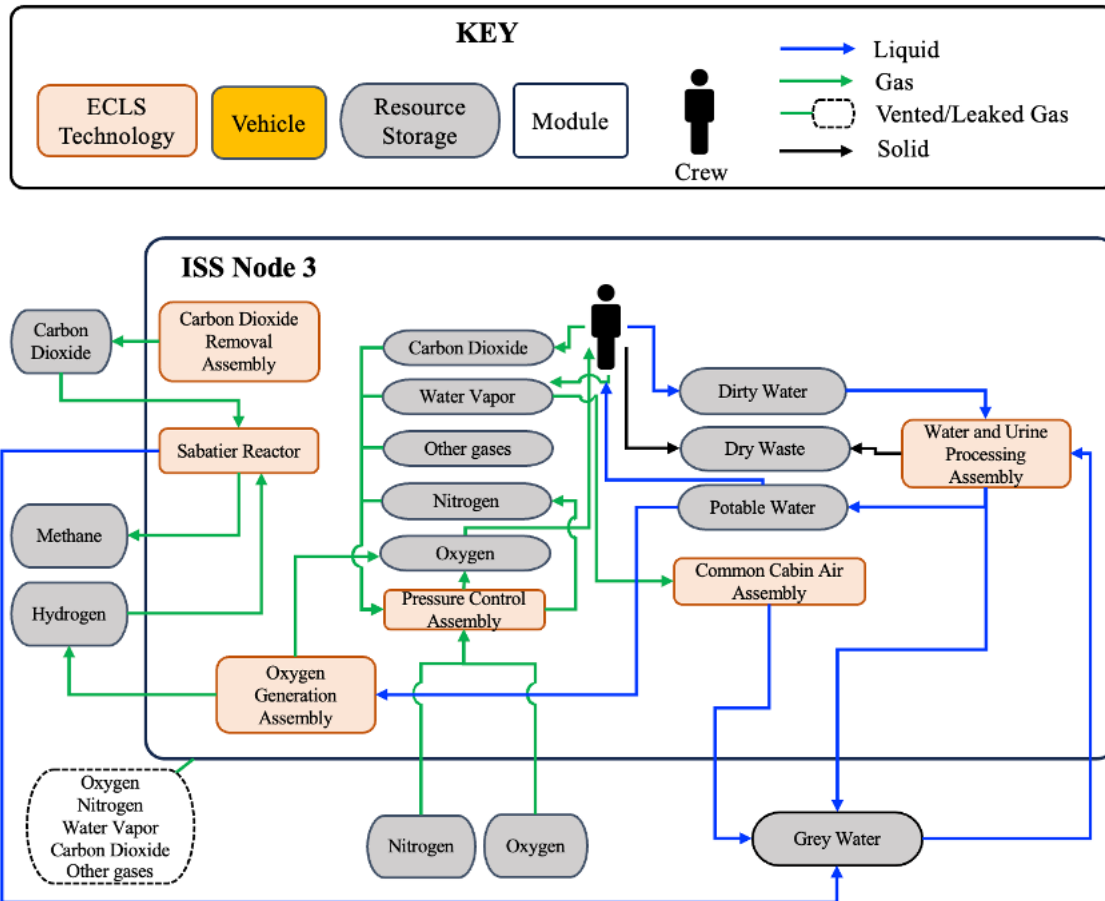 KEY
ECLS
Technology
Vehicle
Resource
Storage
Module
Crew
Liquid
Gas
Vented/Leaked Gas
Solid
ISS Node 3
Carbon
Dioxide
Carbon Dioxide
Removal
Assembly
Sabatier Reactor
Methane
Hydrogen
Oxygen
Generation
Assembly
Carbon Dioxide
Water Vapor
Other gases
Nitrogen
Oxygen
Pressure Control
Assembly
Dirty Water
Dry Waste
Potable Water
Water and Urine
Processing
Assembly
Common Cabin Air
Assembly
Oxygen
Nitrogen
Water Vapor
Carbon Dioxide
Other gases
Nitrogen
Oxygen
Grey Water